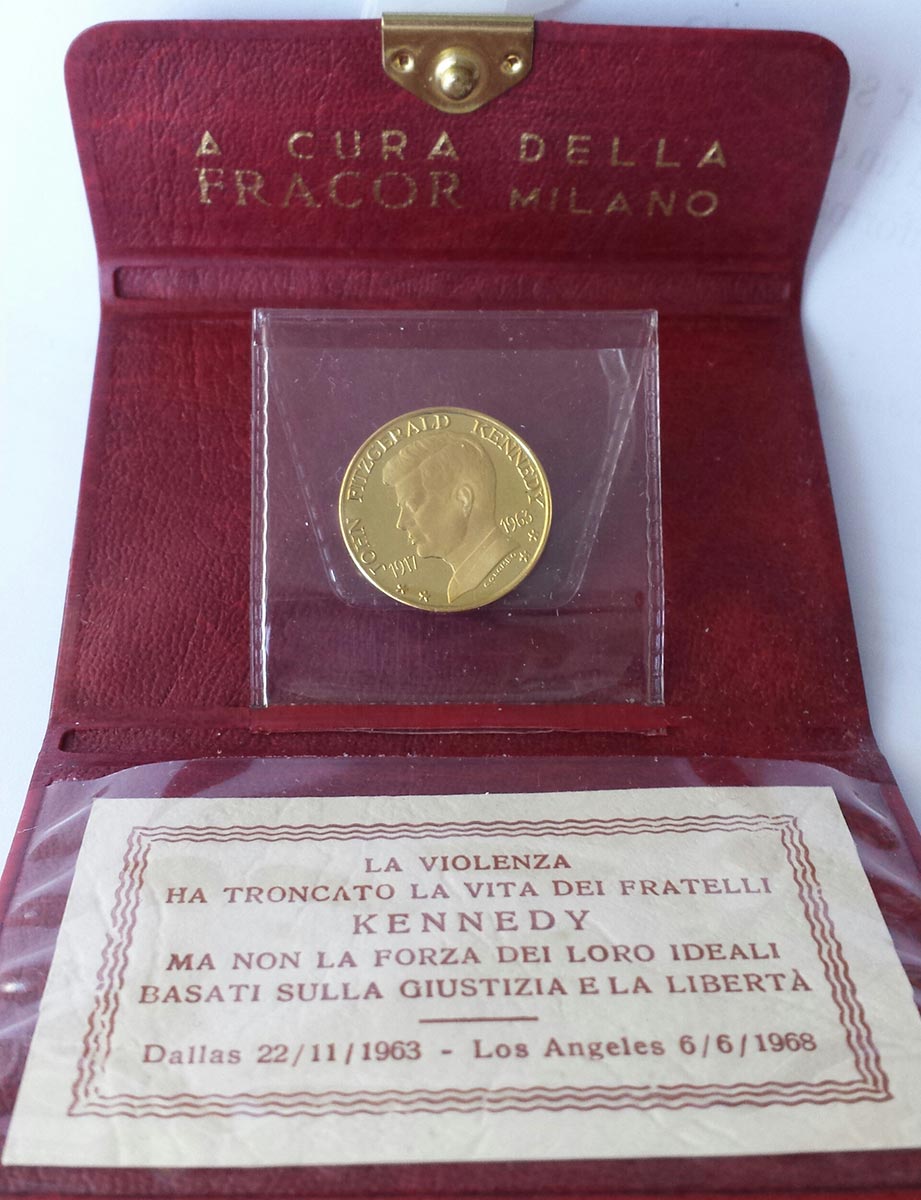 A CURA DELLA
FRACOR MILANO
JOHN FITZGERALD KENNEDY
1917
1963
LA VIOLENZA
HA TRONCATO LA VITA DEI FRATELLI
KENNEDY
MA NON LA FORZA DEI LORO IDEALI
BASATI SULLA GIUSTIZIA E LA LIBERTÀ
Dallas 22/11/1963 - Los Angeles 6/6/1968